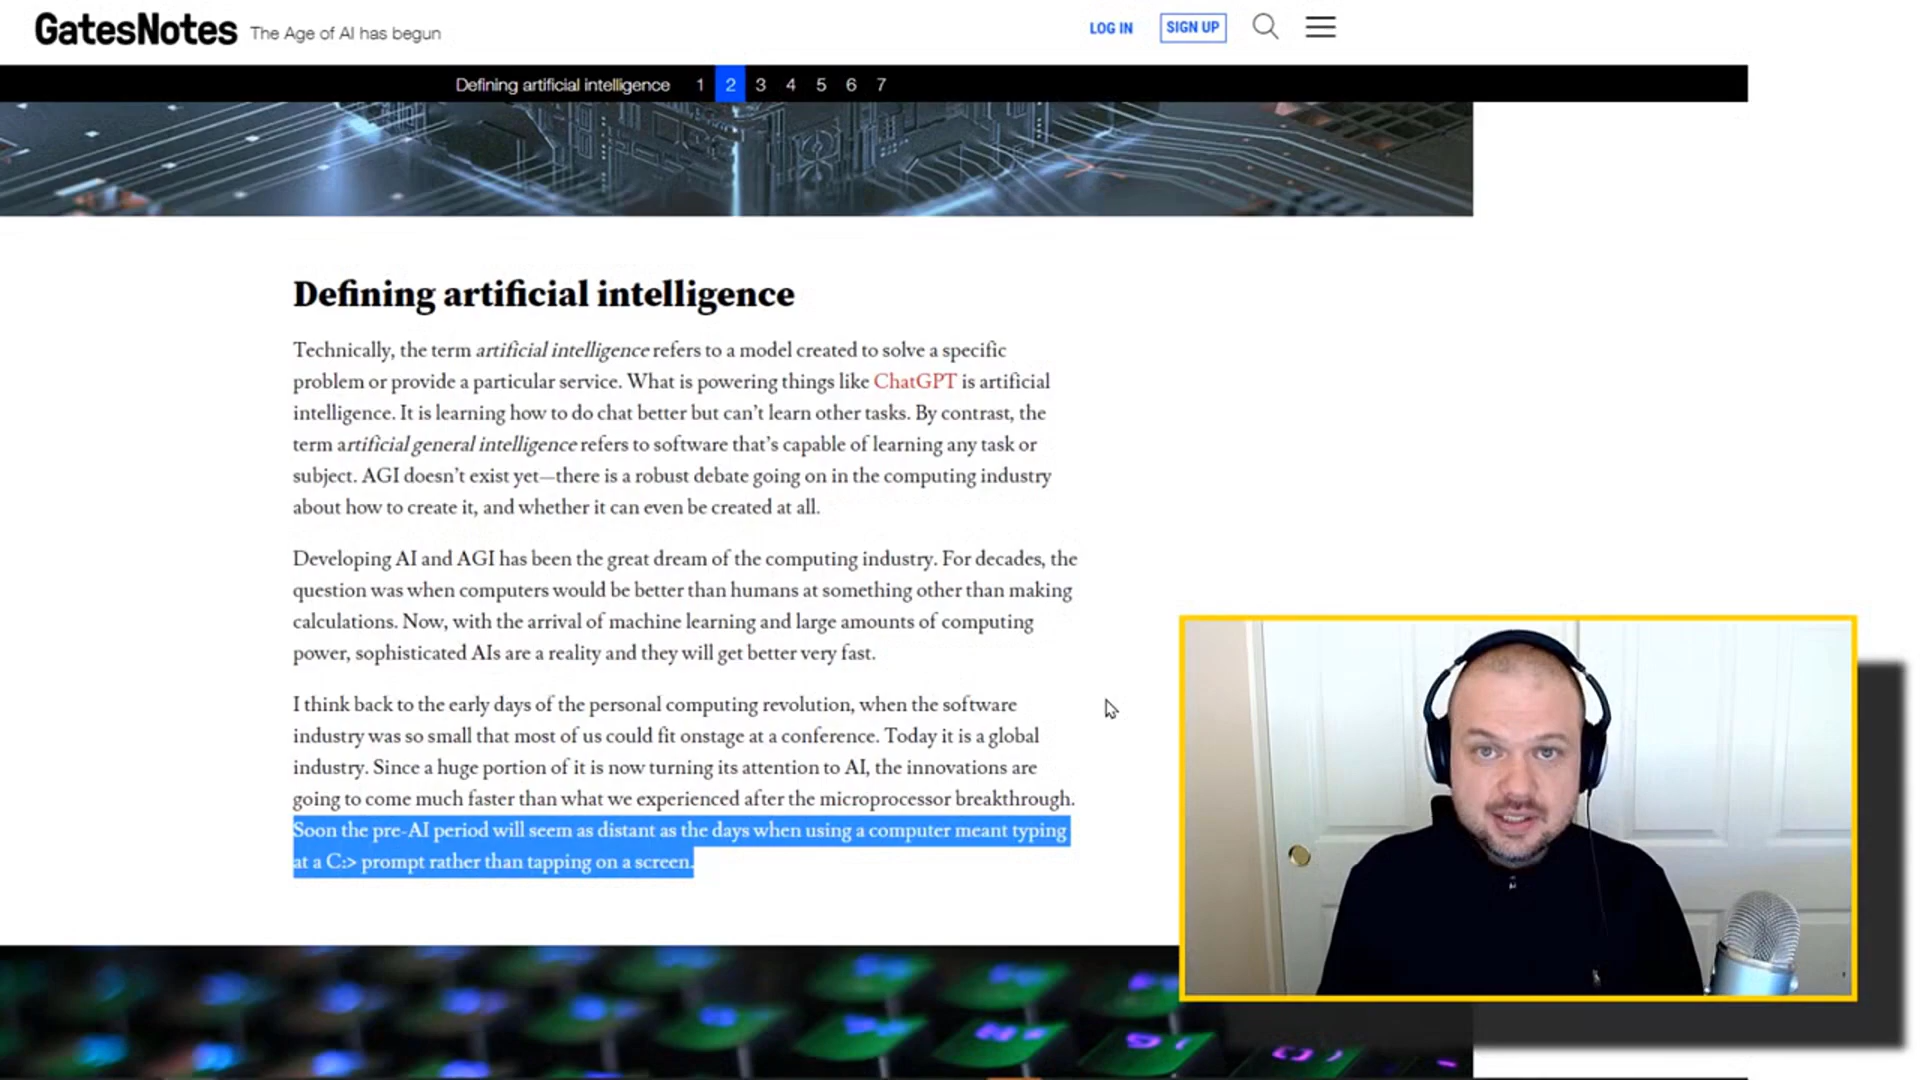 GatesNotes The Age of AI has begun LOG IN SIGN UP
Defining artificial intelligence 1 2 3 4 5 6 7
Defining artificial intelligence
Technically, the term artificial intelligence refers to a model created to solve a specific
problem or provide a particular service. What is powering things like ChatGPT is artificial
intelligence. It is learning how to do chat better but can’t learn other tasks. By contrast, the
term artificial general intelligence refers to software that’s capable of learning any task or
subject. AGI doesn’t exist yet—there is a robust debate going on in the computing industry
about how to create it, and whether it can even be created at all.
Developing AI and AGI has been the great dream of the computing industry. For decades, the
question was when computers would be better than humans at something other than making
calculations. Now, with the arrival of machine learning and large amounts of computing
power, sophisticated AIs are a reality and they will get better very fast.
I think back to the early days of the personal computing revolution, when the software
industry was so small that most of us could fit onstage at a conference. Today it is a global
industry. Since a huge portion of it is now turning its attention to AI, the innovations are
going to come much faster than what we experienced after the microprocessor breakthrough.
Soon the pre-AI period will seem as distant as the days when using a computer meant typing
at a C:> prompt rather than tapping on a screen.